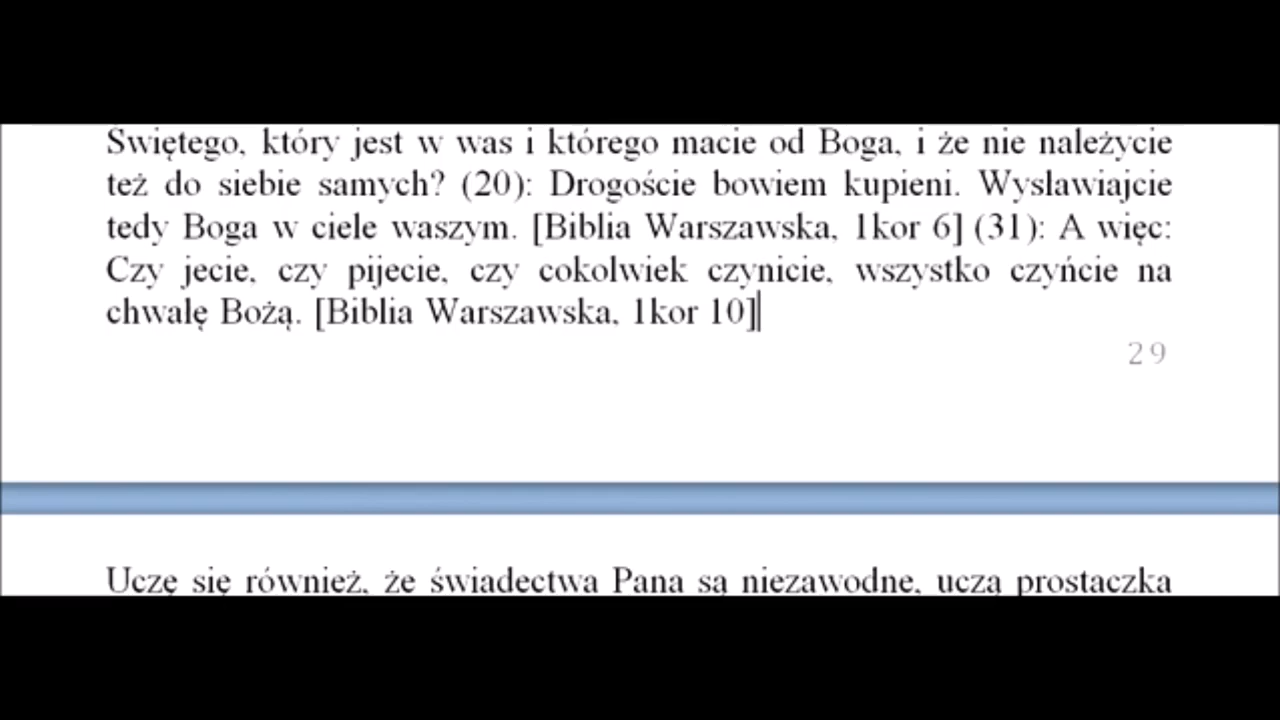 Świętego, który jest w was i którego macie od Boga, i że nie należycie
też do siebie samych? (20): Drogoście bowiem kupieni. Wysławiajcie
tedy Boga w ciele waszym. [Biblia Warszawska, 1kor 6] (31): A więc:
Czy jecie, czy pijecie, czy cokolwiek czynicie, wszystko czyńcie na
chwałę Bożą. [Biblia Warszawska, 1kor 10]
29
Uczę się również, że świadectwa Pana są niezawodne, uczą prostaczka